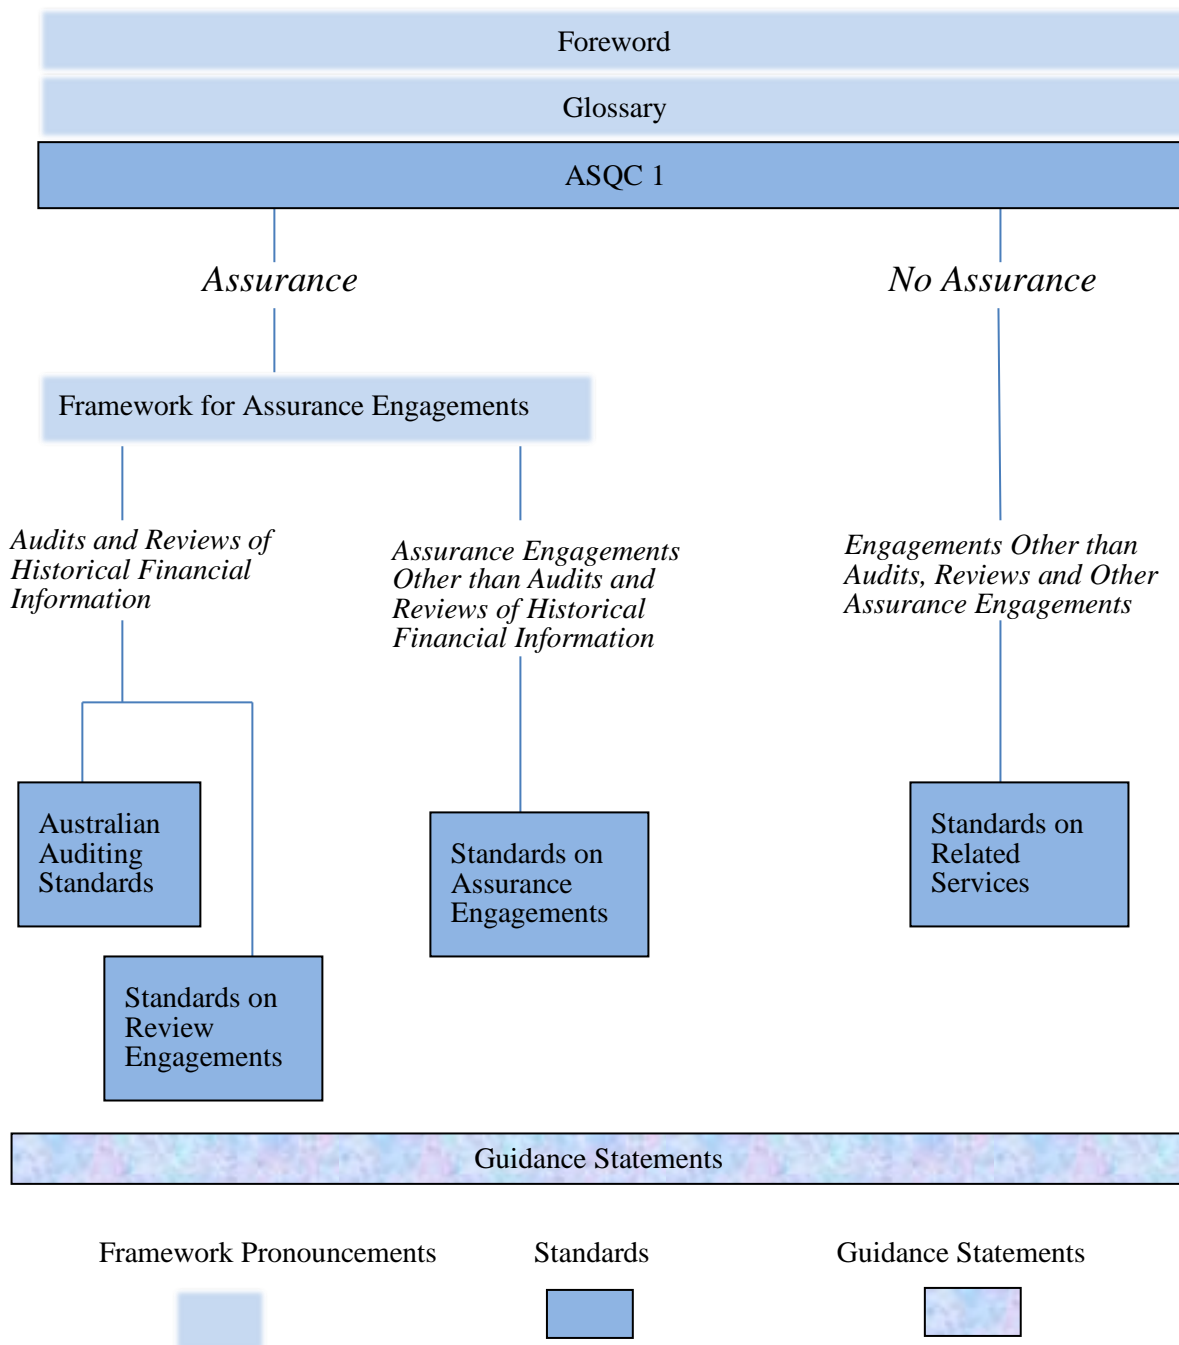 Foreword
Glossary
ASQC 1
Assurance
No Assurance
Framework for Assurance Engagements
Audits and Reviews of
Historical Financial
Information
Assurance Engagements
Other than Audits and
Reviews of Historical
Financial Information
Engagements Other than
Audits, Reviews and Other
Assurance Engagements
Australian
Auditing
Standards
Standards on
Review
Engagements
Standards on
Assurance
Engagements
Standards on
Related
Services
Guidance Statements
Framework Pronouncements
Standards
Guidance Statements